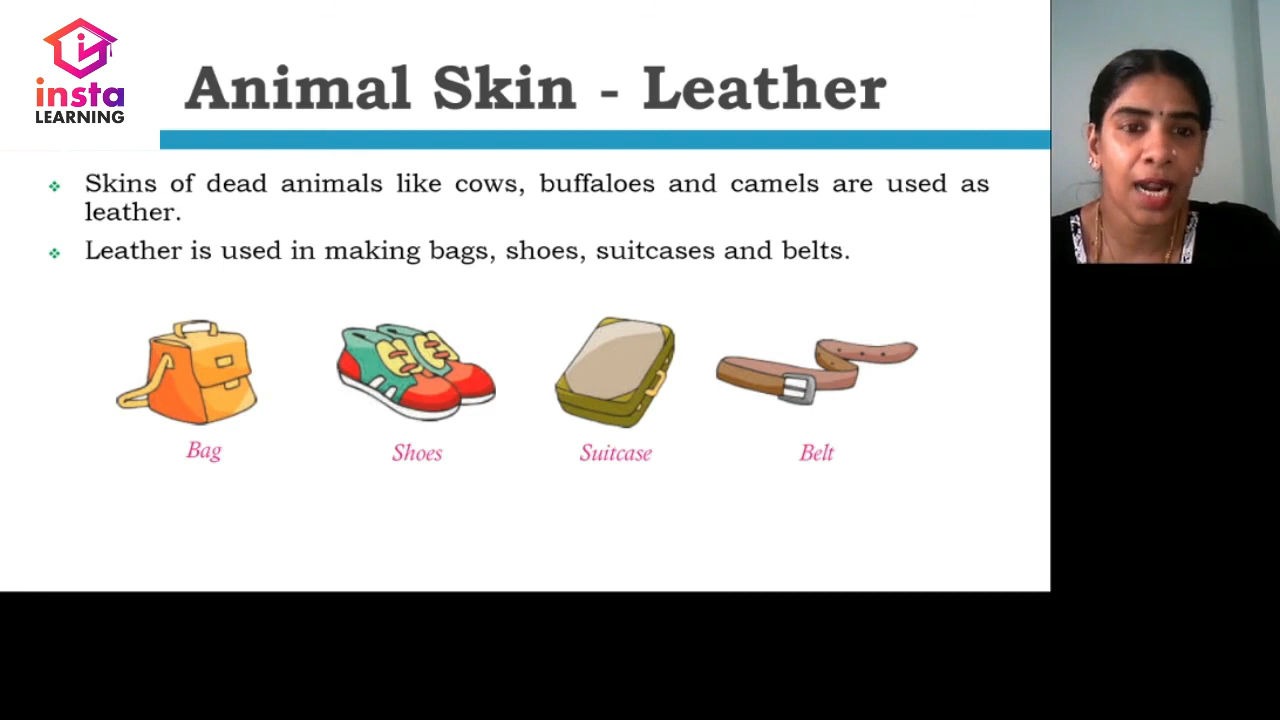 insta
LEARNING
Animal Skin - Leather
Skins of dead animals like cows, buffaloes and camels are used as
leather.
Leather is used in making bags, shoes, suitcases and belts.
Bag Shoes Suitcase Belt